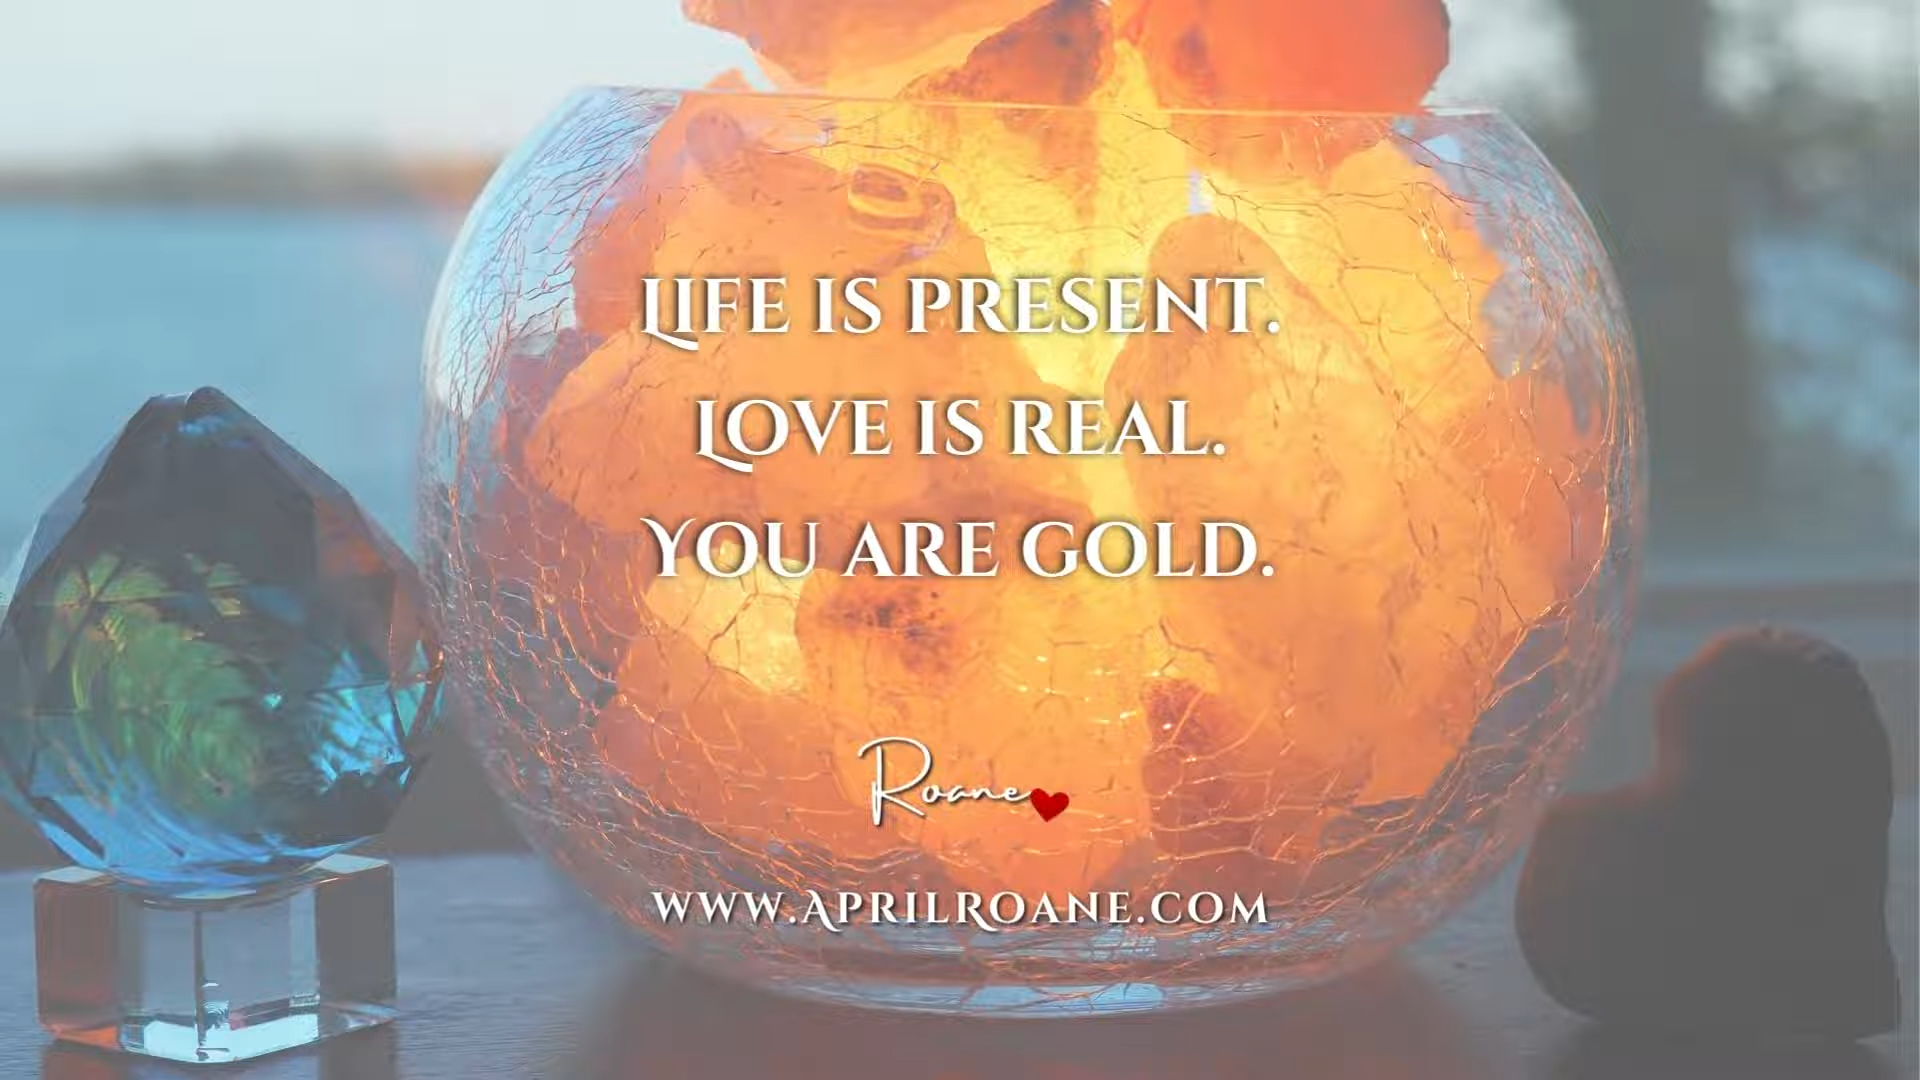 Life is present.
Love is real.
You are gold.
Roane
www.AprilRoane.com